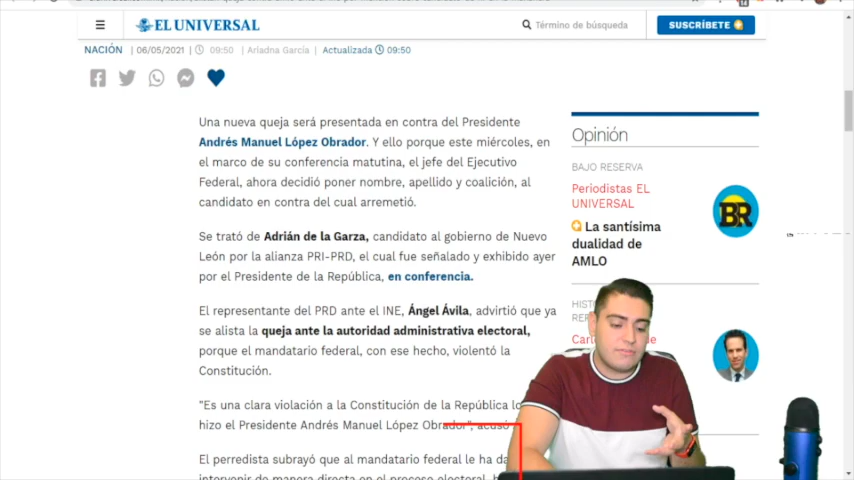 EL UNIVERSAL
Término de búsqueda
SUSCRÍBETE
NACIÓN | 06/05/2021 | 09:50 | Ariadna García | Actualizada 09:50
Una nueva queja será presentada en contra del Presidente
Andrés Manuel López Obrador. Y ello porque este miércoles, en
el marco de su conferencia matutina, el jefe del Ejecutivo
Federal, ahora decidió poner nombre, apellido y coalición, al
candidato en contra del cual arremetió.
Se trató de Adrián de la Garza, candidato al gobierno de Nuevo
León por la alianza PRI-PRD, el cual fue señalado y exhibido ayer
por el Presidente de la República, en conferencia.
El representante del PRD ante el INE, Ángel Ávila, advirtió que ya
se alista la queja ante la autoridad administrativa electoral,
porque el mandatario federal, con ese hecho, violentó la
Constitución.
"Es una clara violación a la Constitución de la República lo
hizo el Presidente Andrés Manuel López Obrador", acusó
El perredista subrayó que al mandatario federal le ha
intervenir de manera directa en el proceso electoral,
Opinión
BAJO RESERVA
Periodistas EL
UNIVERSAL
La santísima
dualidad de
AMLO
BR